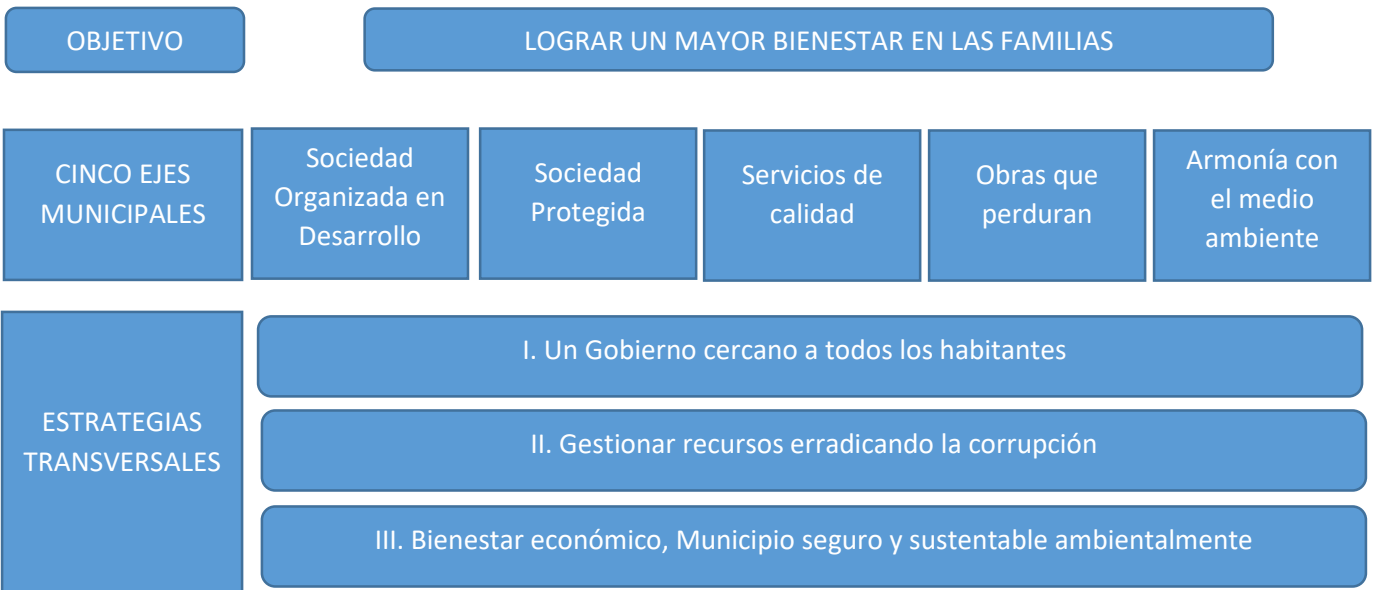 OBJETIVO
LOGRAR UN MAYOR BIENESTAR EN LAS FAMILIAS
CINCO EJES
MUNICIPALES
Sociedad
Organizada en
Desarrollo
Sociedad
Protegida
Servicios de
calidad
Obras que
perduran
Armonía con
el medio
ambiente
ESTRATEGIAS
TRANSVERSALES
I. Un Gobierno cercano a todos los habitantes
II. Gestionar recursos erradicando la corrupción
III. Bienestar económico, Municipio seguro y sustentable ambientalmente